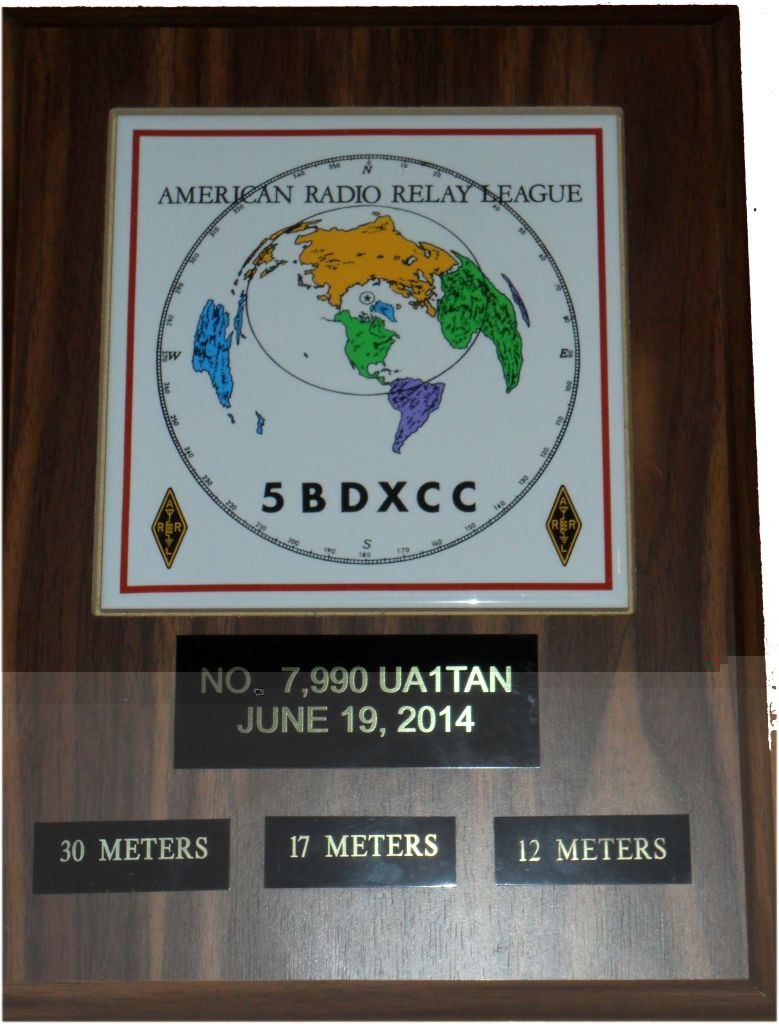 AMERICAN RADIO RELAY LEAGUE
N
W
E
5BDXCC
S
A
R R
L
A
R R
L
NO. 7,990 UA1TAN
JUNE 19, 2014
30 METERS
17 METERS
12 METERS